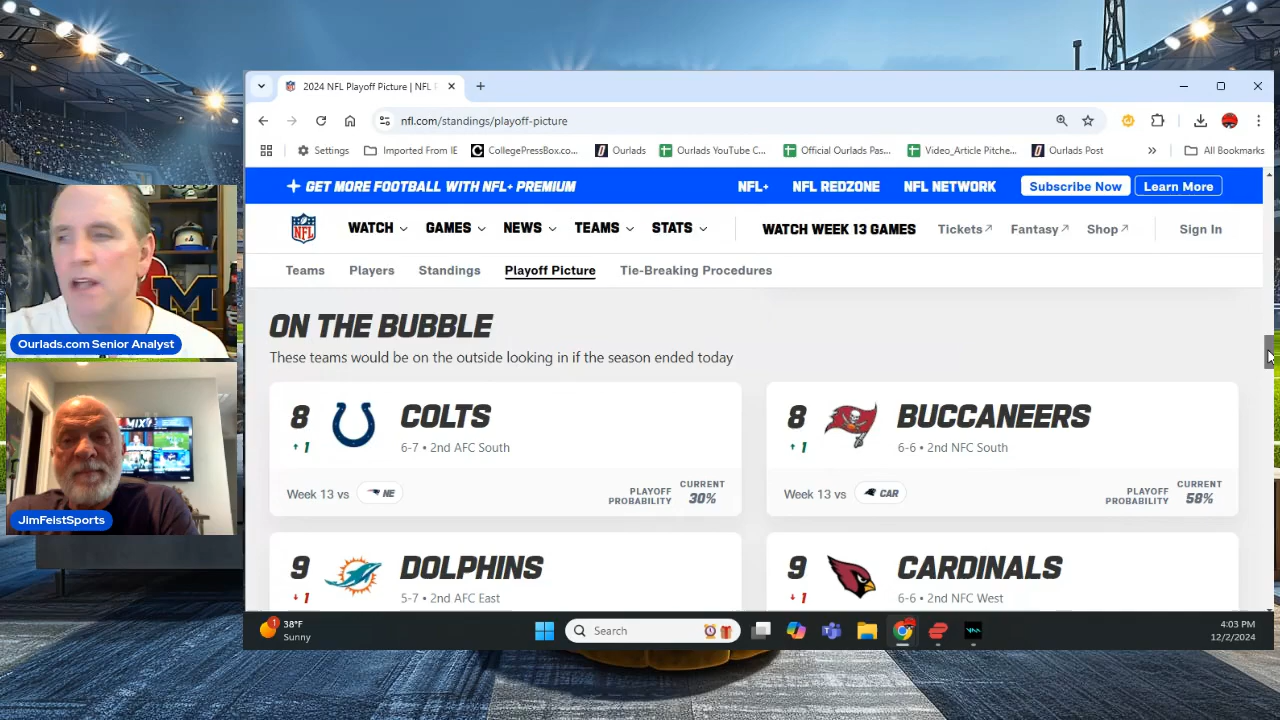 2024 NFL Playoff Picture | NFL P
nfl.com/standings/playoff-picture
Settings
Imported From IE
CollegePressBox.co...
Ourlads
Ourlads YouTube C...
Official Ourlads Pas...
Video_Article Pitche...
Ourlads Post
»
All Bookmarks
GET MORE FOOTBALL WITH NFL+ PREMIUM
NFL+
NFL REDZONE
NFL NETWORK
Subscribe Now
Learn More
NFL
WATCH
GAMES
NEWS
TEAMS
STATS
WATCH WEEK 13 GAMES
Tickets
Fantasy
Shop
Sign In
Teams
Players
Standings
Playoff Picture
Tie-Breaking Procedures
ON THE BUBBLE
These teams would be on the outside looking in if the season ended today
8
↑ 1
COLTS
6-7 • 2nd AFC South
Week 13 vs NE
PLAYOFF PROBABILITY
CURRENT 30%
8
↑ 1
BUCCANEERS
6-6 • 2nd NFC South
Week 13 vs CAR
PLAYOFF PROBABILITY
CURRENT 58%
9
↓ 1
DOLPHINS
5-7 • 2nd AFC East
9
↓ 1
CARDINALS
6-6 • 2nd NFC West
M
Ourlads.com Senior Analyst
JimFeistSports
1
38°F
Sunny
Search
4:03 PM
12/2/2024